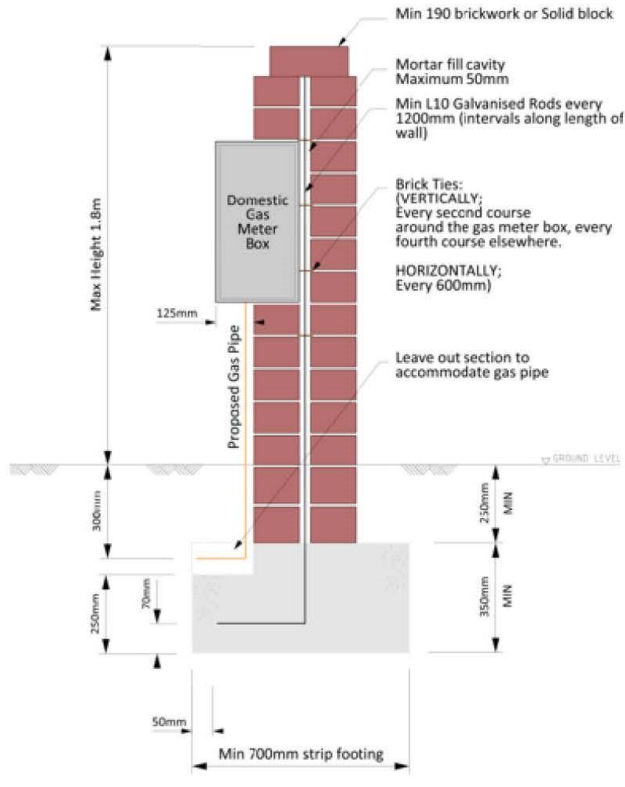 Min 190 brickwork or Solid block
Mortar fill cavity
Maximum 50mm
Min L10 Galvanised Rods every
1200mm (intervals along length of
wall)
Domestic
Gas
Meter
Box
Brick Ties:
(VERTICALLY;
Every second course
around the gas meter box, every
fourth course elsewhere.
HORIZONTALLY;
Every 600mm)
Max Height 1.8m
125mm
Proposed Gas Pipe
Leave out section to
accommodate gas pipe
GROUND LEVEL
300mm
250mm
MIN
250mm
70mm
350mm
MIN
50mm
Min 700mm strip footing